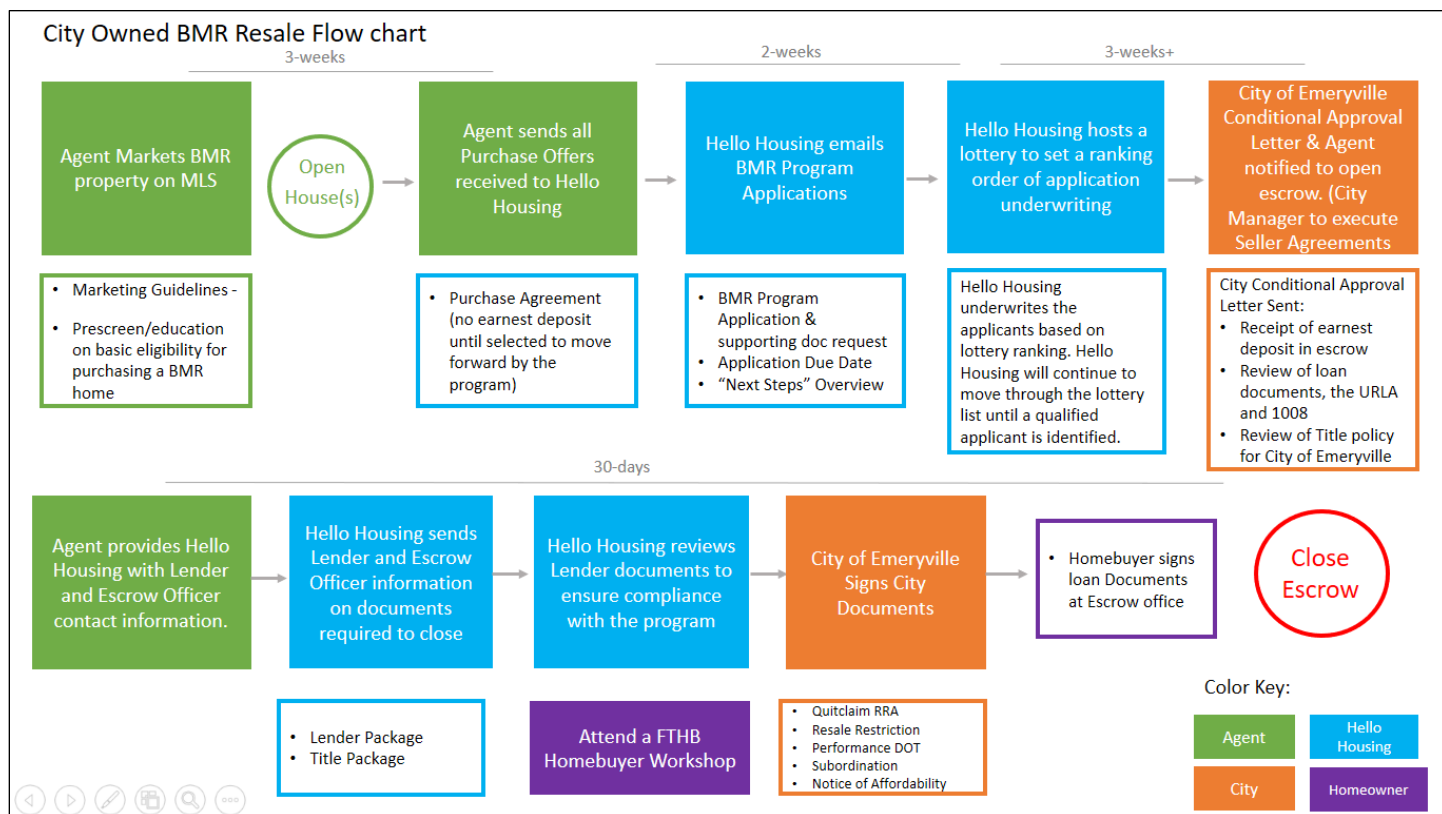 City Owned BMR Resale Flow chart
3-weeks
2-weeks
3-weeks+
Agent Markets BMR
property on MLS
Open
House(s)
Agent sends all
Purchase Offers
received to Hello
Housing
Hello Housing emails
BMR Program
Applications
Hello Housing hosts a
lottery to set a ranking
order of application
underwriting
City of Emeryville
Conditional Approval
Letter & Agent
notified to open
escrow. (City
Manager to execute
Seller Agreements
• Marketing Guidelines -
• Prescreen/education
on basic eligibility for
purchasing a BMR
home
• Purchase Agreement
(no earnest deposit
until selected to move
forward by the
program)
• BMR Program
Application &
supporting doc request
• Application Due Date
• “Next Steps” Overview
Hello Housing
underwrites the
applicants based on
lottery ranking. Hello
Housing will continue to
move through the lottery
list until a qualified
applicant is identified.
City Conditional Approval
Letter Sent:
• Receipt of earnest
deposit in escrow
• Review of loan
documents, the URLA
and 1008
• Review of Title policy
for City of Emeryville
30-days
Agent provides Hello
Housing with Lender
and Escrow Officer
contact information.
Hello Housing sends
Lender and Escrow
Officer information
on documents
required to close
Hello Housing reviews
Lender documents to
ensure compliance
with the program
City of Emeryville
Signs City
Documents
• Homebuyer signs
loan Documents
at Escrow office
Close
Escrow
• Lender Package
• Title Package
Attend a FTHB
Homebuyer Workshop
• Quitclaim RRA
• Resale Restriction
• Performance DOT
• Subordination
• Notice of Affordability
Color Key:
Agent
Hello
Housing
City
Homeowner